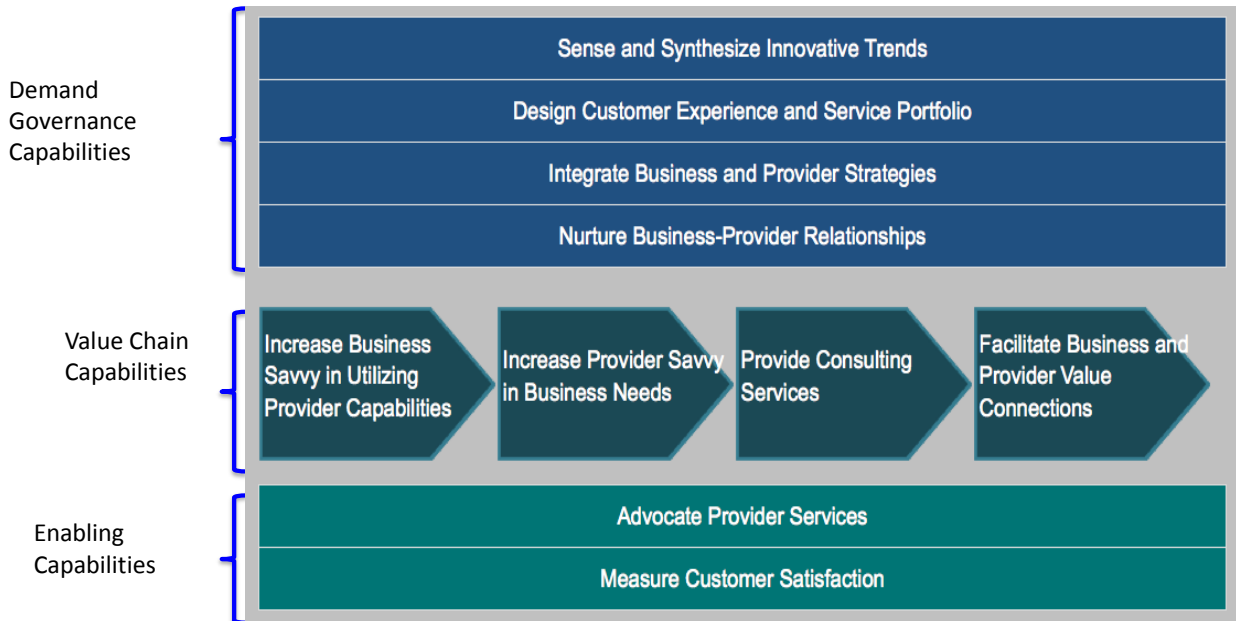 Demand
Governance
Capabilities
Sense and Synthesize Innovative Trends
Design Customer Experience and Service Portfolio
Integrate Business and Provider Strategies
Nurture Business-Provider Relationships
Value Chain
Capabilities
Increase Business
Savvy in Utilizing
Provider Capabilities
Increase Provider Savvy
in Business Needs
Provide Consulting
Services
Facilitate Business and
Provider Value
Connections
Enabling
Capabilities
Advocate Provider Services
Measure Customer Satisfaction